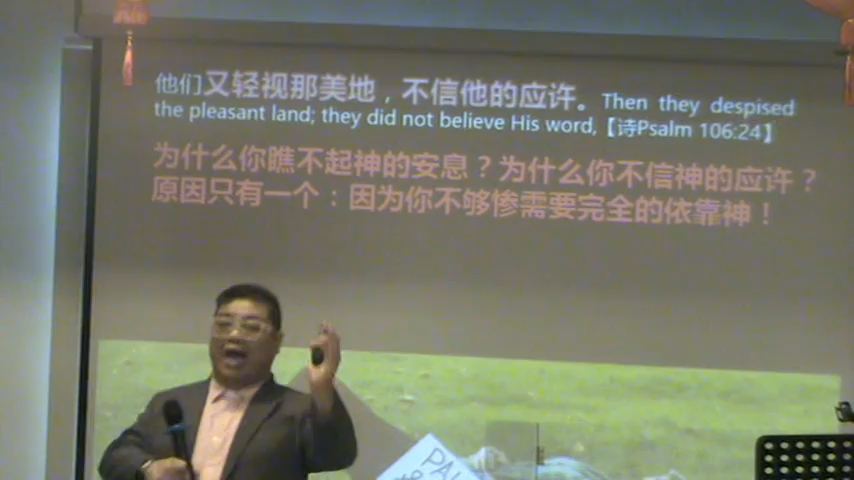 他们又轻视那美地，不信他的应许。Then they despised
the pleasant land; they did not believe His word,【诗Psalm 106:24】
为什么你瞧不起神的安息？为什么你不信神的应许？
原因只有一个：因为你不够惨需要完全的依靠神！